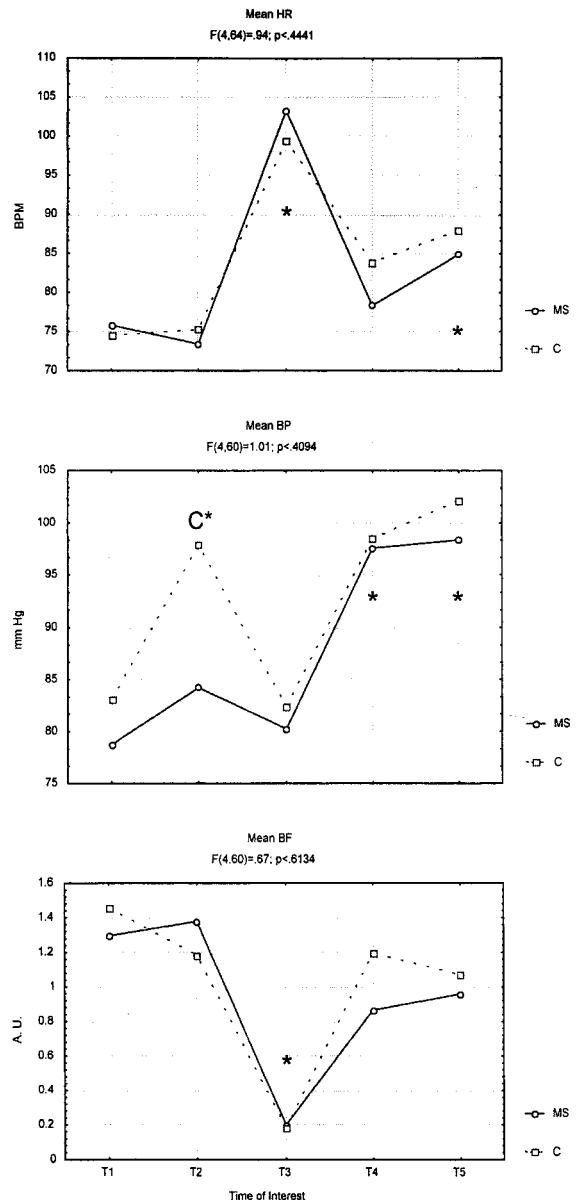 Mean HR
F(4,64)=.94; p<.4441
110
105
100
95
90
85
80
75
70
BPM
*
*
MS
C
Mean BP
F(4,60)=1.01; p<.4094
105
100
95
90
85
80
75
mm Hg
C*
*
*
MS
C
Mean BF
F(4.60)=.67; p<.6134
1.6
1.4
1.2
1
0.8
0.6
0.4
0.2
0
A. U.
*
MS
C
T1 T2 T3 T4 T5
Time of Interest